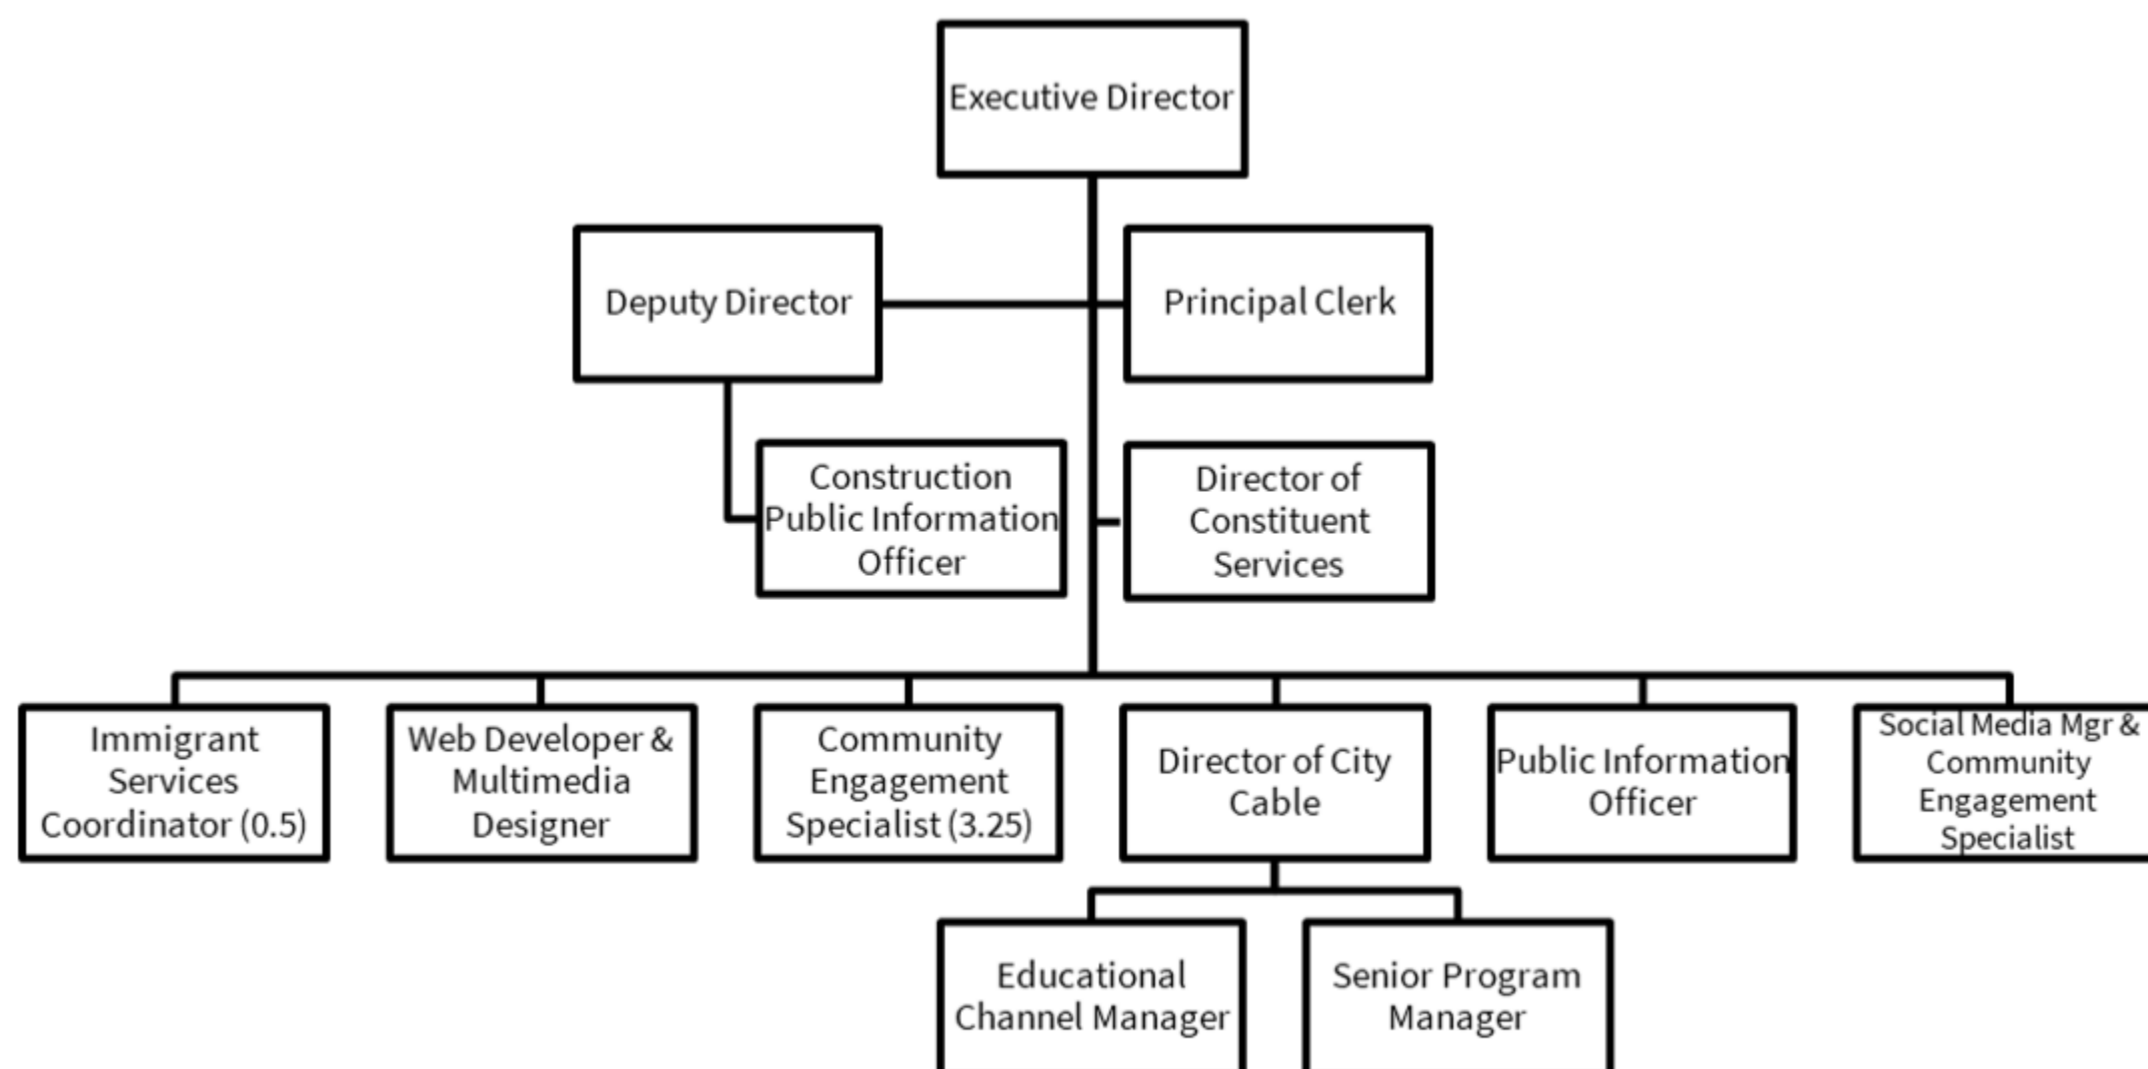 Executive Director
Deputy Director
Principal Clerk
Construction
Public Information
Officer
Director of
Constituent
Services
Immigrant
Services
Coordinator (0.5)
Web Developer &
Multimedia
Designer
Community
Engagement
Specialist (3.25)
Director of City
Cable
Public Information
Officer
Social Media Mgr &
Community
Engagement
Specialist
Educational
Channel Manager
Senior Program
Manager